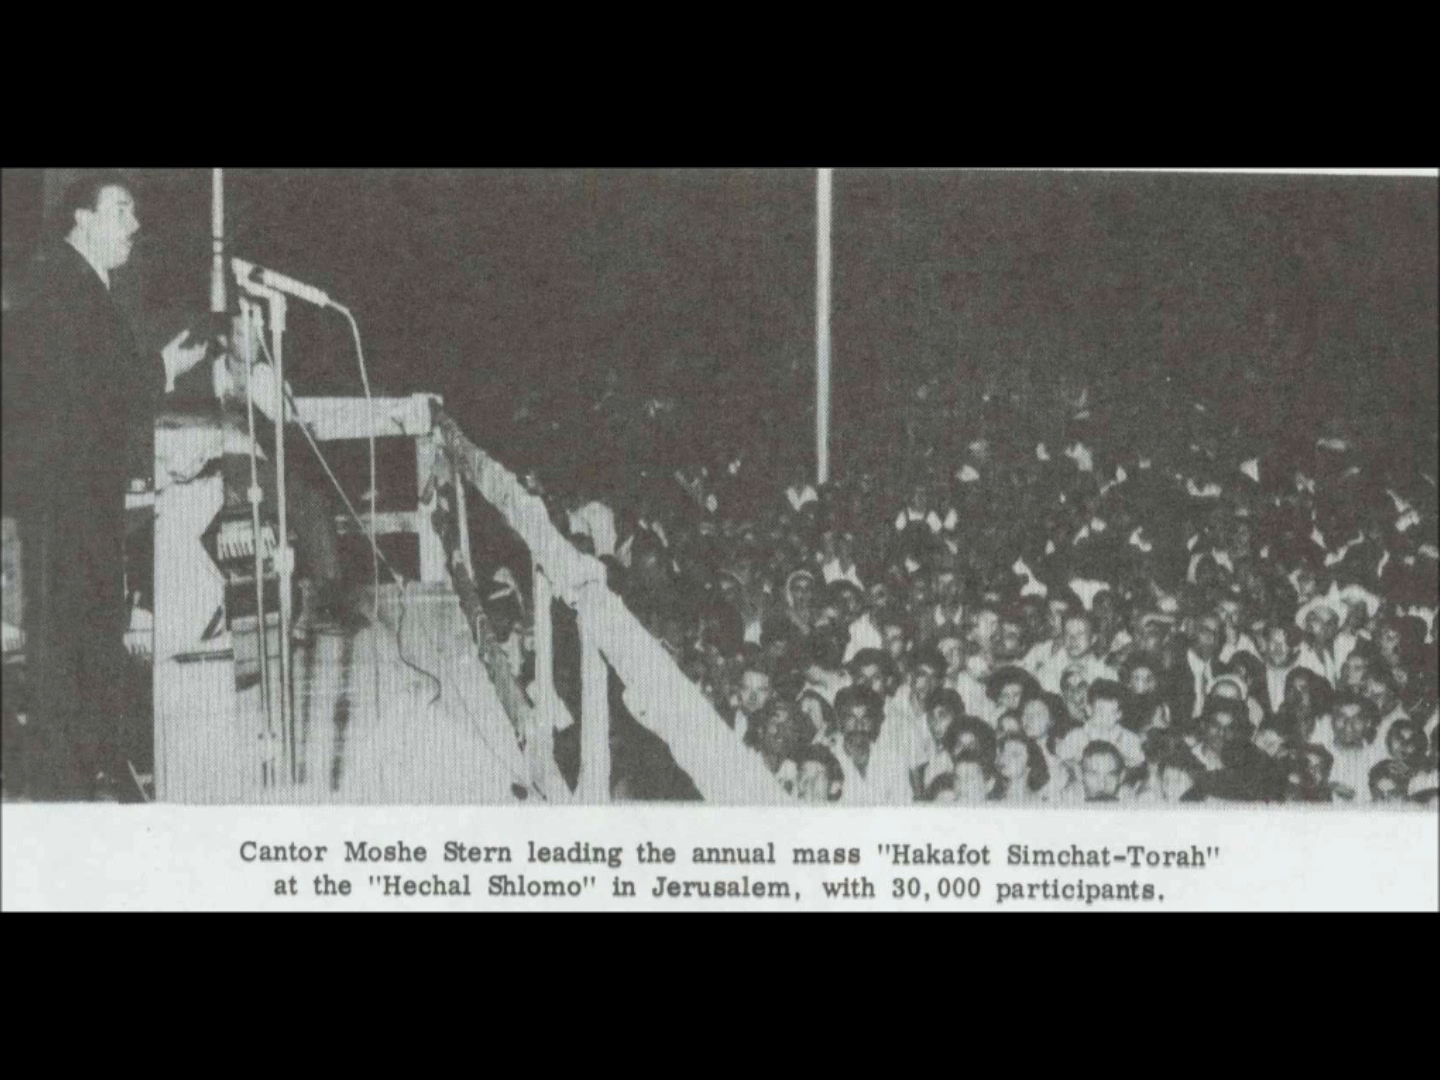 Cantor Moshe Stern leading the annual mass "Hakafot Simchat-Torah"
at the "Hechal Shlomo" in Jerusalem, with 30,000 participants.